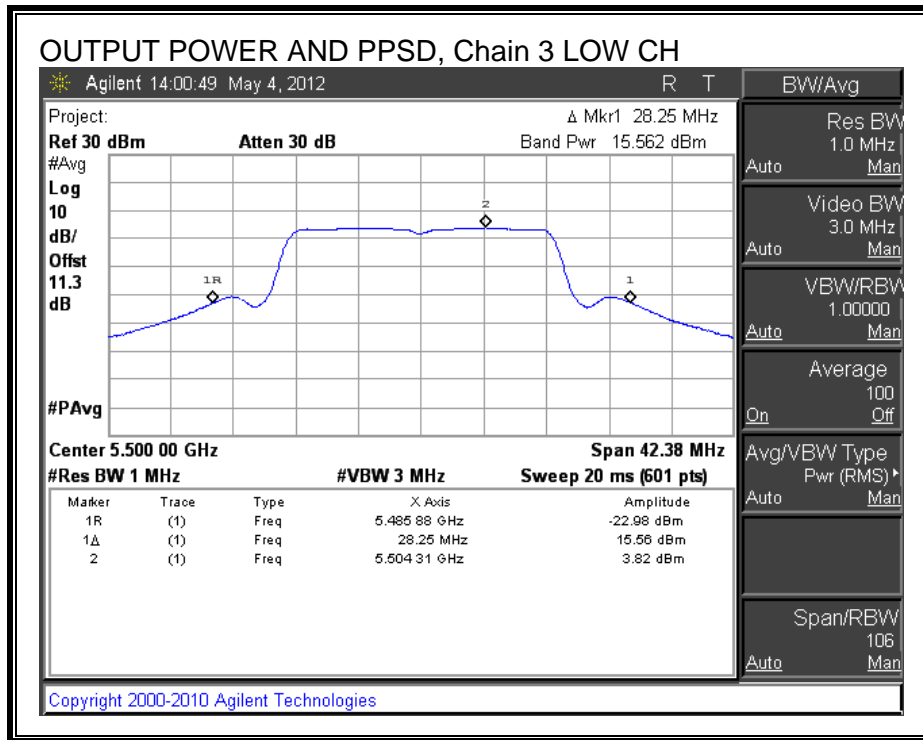 OUTPUT POWER AND PPSD, Chain 3 LOW CH
Agilent 14:00:49 May 4, 2012 R T
BW/Avg
Project: Δ Mkr1 28.25 MHz
Ref 30 dBm Atten 30 dB Band Pwr 15.562 dBm
#Avg
Log
10
dB/
Offst
11.3
dB
1R
2
1
#PAvg
Center 5.500 00 GHz Span 42.38 MHz
#Res BW 1 MHz #VBW 3 MHz Sweep 20 ms (601 pts)
Marker Trace Type X Axis Amplitude
1R (1) Freq 5.485 88 GHz -22.98 dBm
1Δ (1) Freq 28.25 MHz 15.56 dBm
2 (1) Freq 5.504 31 GHz 3.82 dBm
Res BW
1.0 MHz
Auto Man
Video BW
3.0 MHz
Auto Man
VBW/RBW
1.00000
Auto Man
Average
100
On Off
Avg/VBW Type
Pwr (RMS)
Auto Man
Span/RBW
106
Auto Man
Copyright 2000-2010 Agilent Technologies